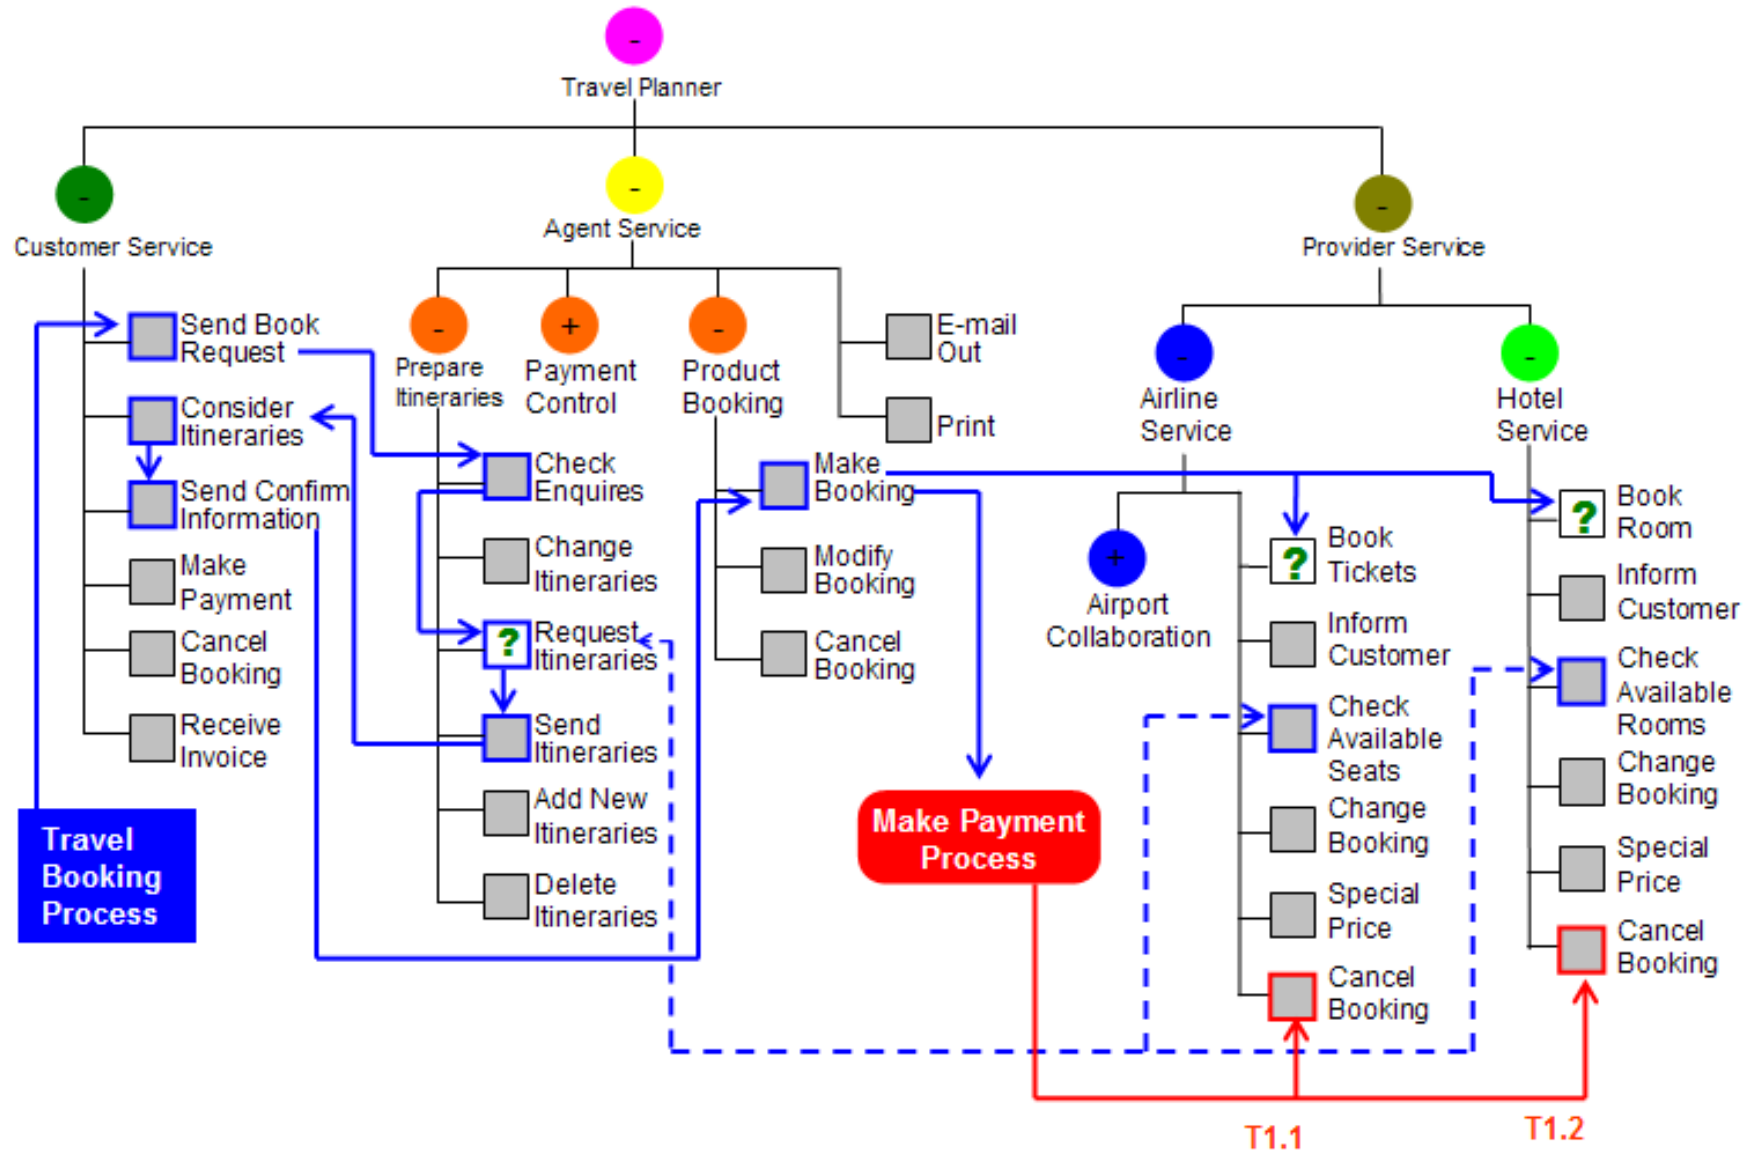 -
Travel Planner
-
Customer Service
-
Agent Service
-
Provider Service
Send Book
Request
Consider
Itineraries
Send Confirm
Information
Make
Payment
Cancel
Booking
Receive
Invoice
Travel
Booking
Process
-
Prepare
Itineraries
+
Payment
Control
-
Product
Booking
E-mail
Out
Print
Check
Enquires
Change
Itineraries
?
Request
Itineraries
Send
Itineraries
Add New
Itineraries
Delete
Itineraries
Make
Booking
Modify
Booking
Cancel
Booking
Make Payment
Process
-
Airline
Service
+
Airport
Collaboration
?
Book
Tickets
Inform
Customer
Check
Available
Seats
Change
Booking
Special
Price
Cancel
Booking
-
Hotel
Service
?
Book
Room
Inform
Customer
Check
Available
Rooms
Change
Booking
Special
Price
Cancel
Booking
T1.1
T1.2